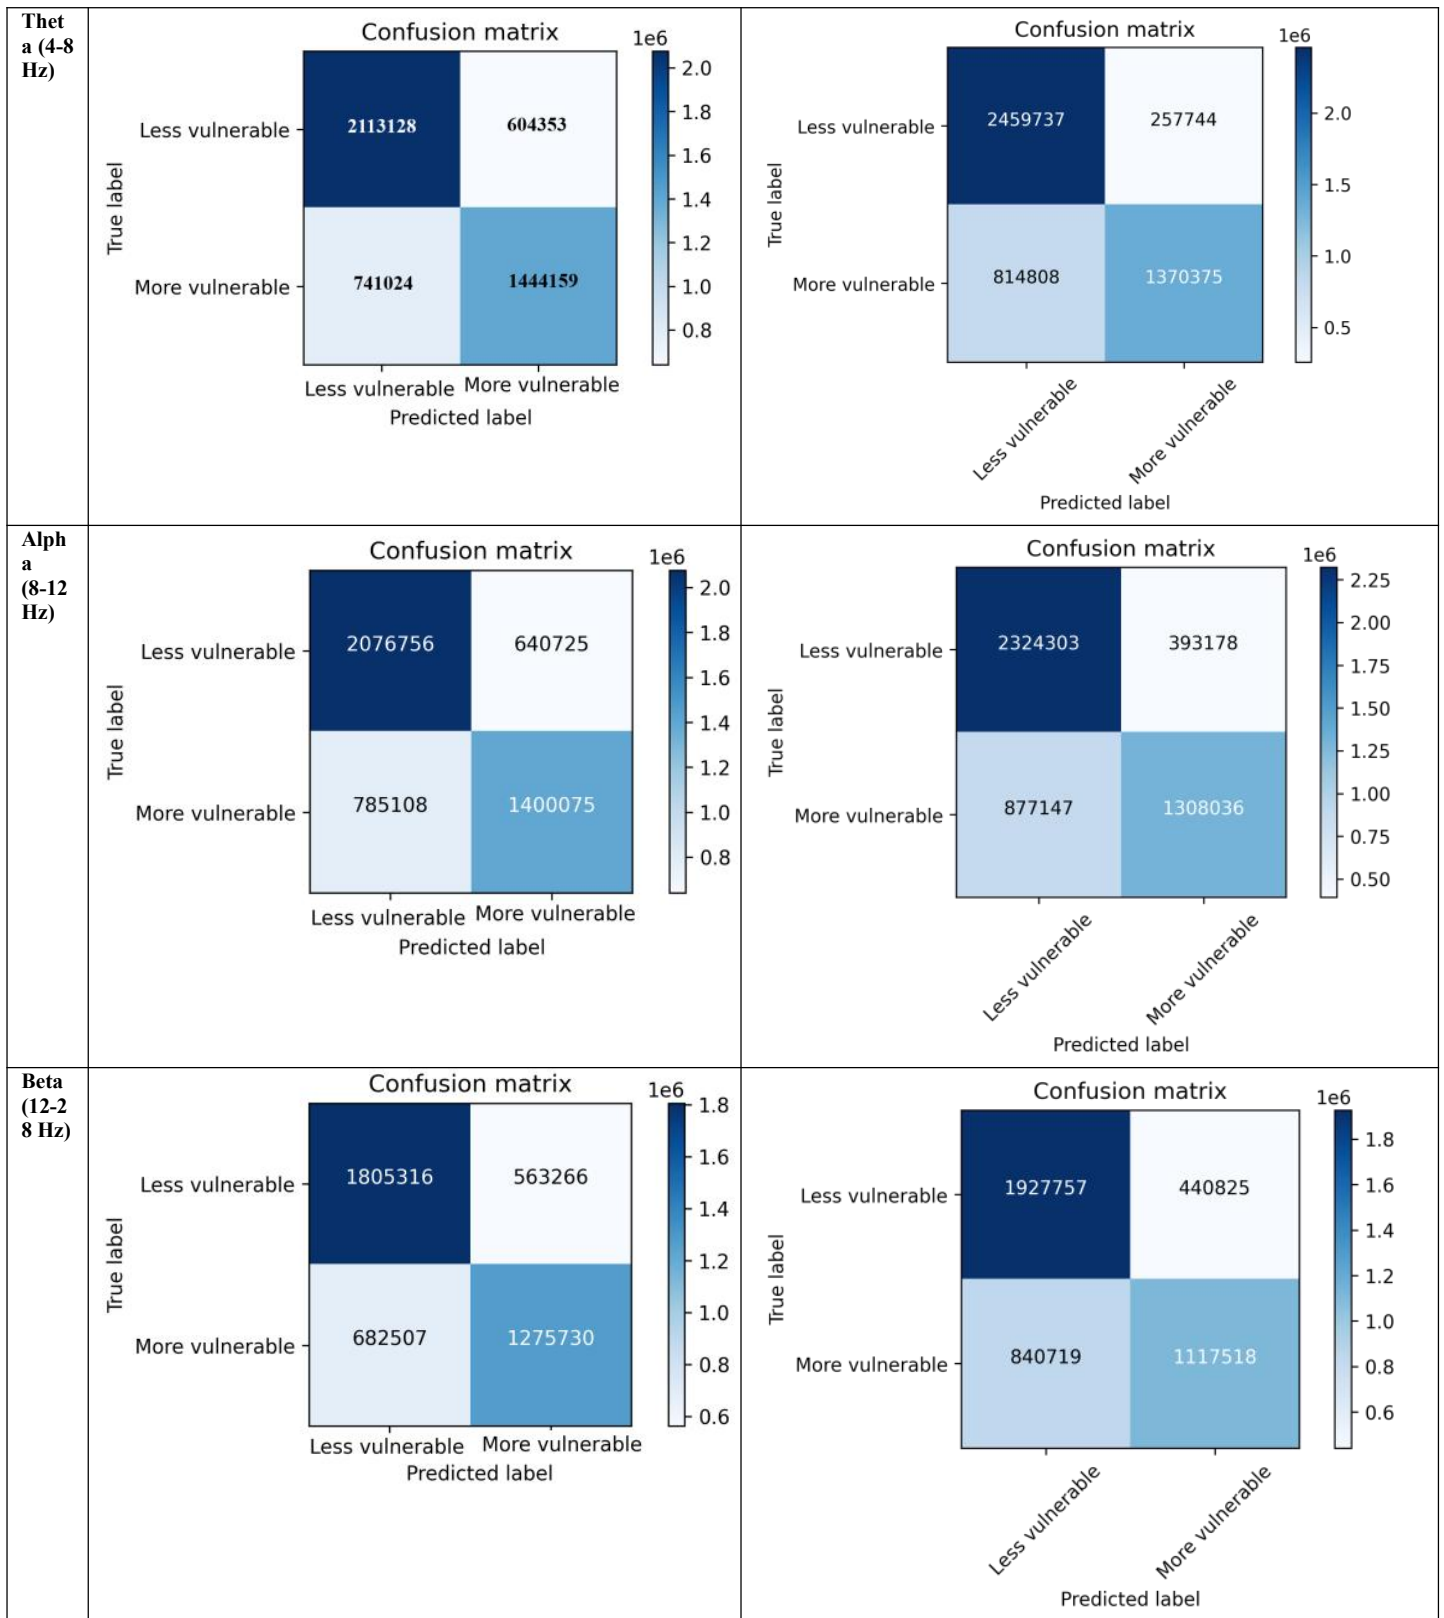 Thet
a (4-8
Hz)
Confusion matrix
1e6
Less vulnerable
2113128
604353
More vulnerable
741024
1444159
True label
Less vulnerable
More vulnerable
Predicted label
2.0
1.8
1.6
1.4
1.2
1.0
0.8
Confusion matrix
1e6
Less vulnerable
2459737
257744
More vulnerable
814808
1370375
True label
Less vulnerable
More vulnerable
Predicted label
2.0
1.5
1.0
0.5
Alph
a
(8-12
Hz)
Confusion matrix
1e6
Less vulnerable
2076756
640725
More vulnerable
785108
1400075
True label
Less vulnerable
More vulnerable
Predicted label
2.0
1.8
1.6
1.4
1.2
1.0
0.8
Confusion matrix
1e6
Less vulnerable
2324303
393178
More vulnerable
877147
1308036
True label
Less vulnerable
More vulnerable
Predicted label
2.25
2.00
1.75
1.50
1.25
1.00
0.75
0.50
Beta
(12-2
8 Hz)
Confusion matrix
1e6
Less vulnerable
1805316
563266
More vulnerable
682507
1275730
True label
Less vulnerable
More vulnerable
Predicted label
1.8
1.6
1.4
1.2
1.0
0.8
0.6
Confusion matrix
1e6
Less vulnerable
1927757
440825
More vulnerable
840719
1117518
True label
Less vulnerable
More vulnerable
Predicted label
1.8
1.6
1.4
1.2
1.0
0.8
0.6